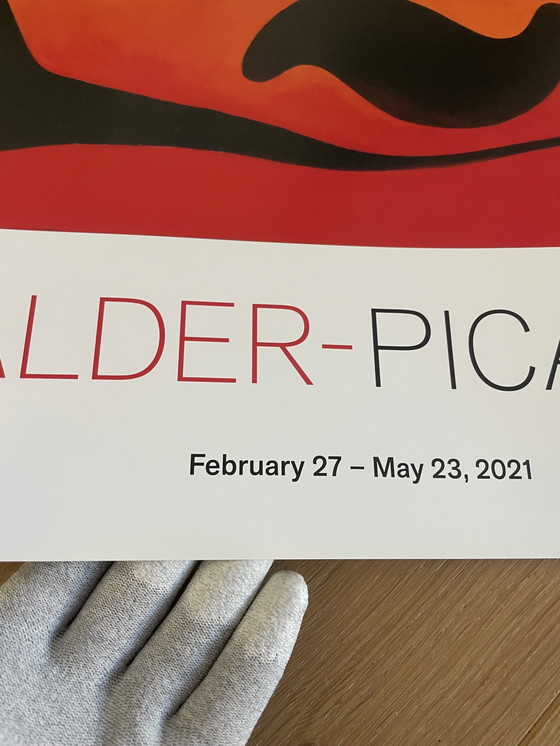 ALDER-PICA
February 27 – May 23, 2021